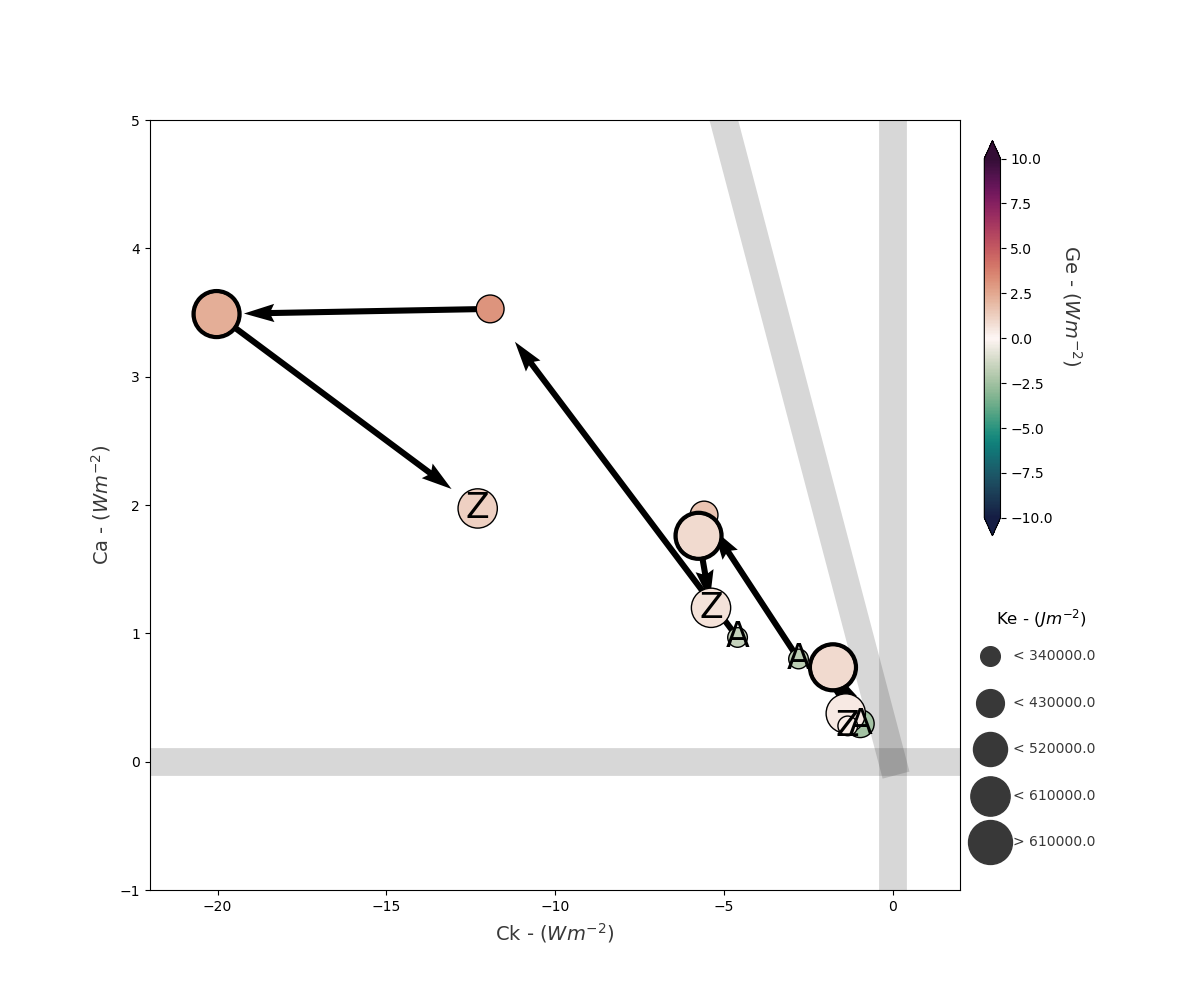 5
4
3
2
1
0
−1
−20
−15
−10
−5
0
Ca - (Wm⁻²)
Ck - (Wm⁻²)
Z
Z
A
A
Z
A
10.0
7.5
5.0
2.5
0.0
−2.5
−5.0
−7.5
−10.0
Ge - (Wm⁻²)
Ke - (Jm⁻²)
< 340000.0
< 430000.0
< 520000.0
< 610000.0
> 610000.0